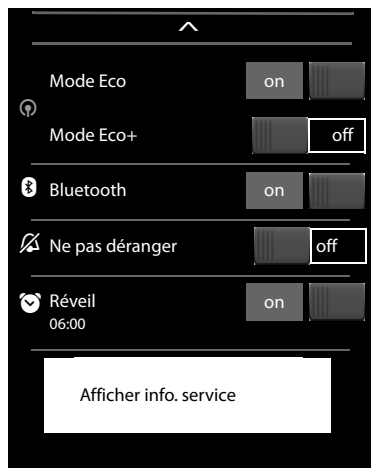 Mode Eco on
Mode Eco+ off
Bluetooth on
Ne pas déranger off
Réveil on
06:00
Afficher info. service